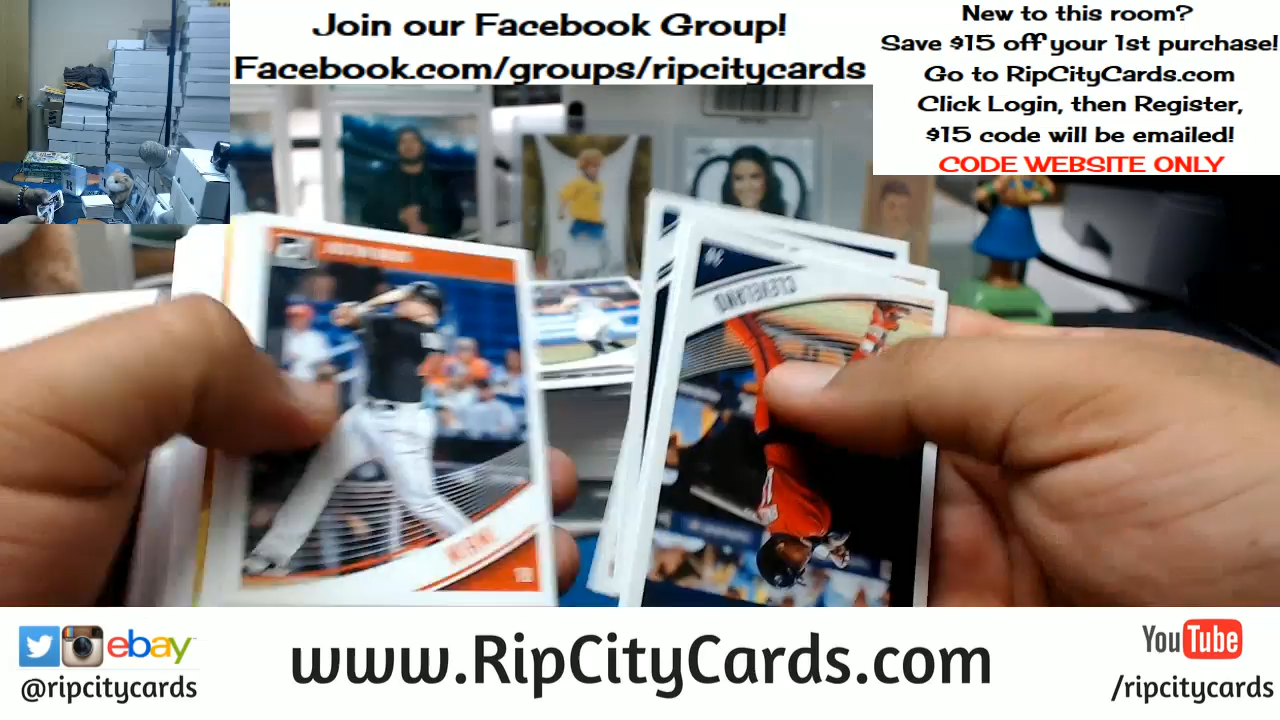 Join our Facebook Group!
Facebook.com/groups/ripcitycards
New to this room?
Save $15 off your 1st purchase!
Go to RipCityCards.com
Click Login, then Register,
$15 code will be emailed!
CODE WEBSITE ONLY
CLEVELAND
MIAMI
ebay
@ripcitycards
www.RipCityCards.com
YouTube
/ripcitycards